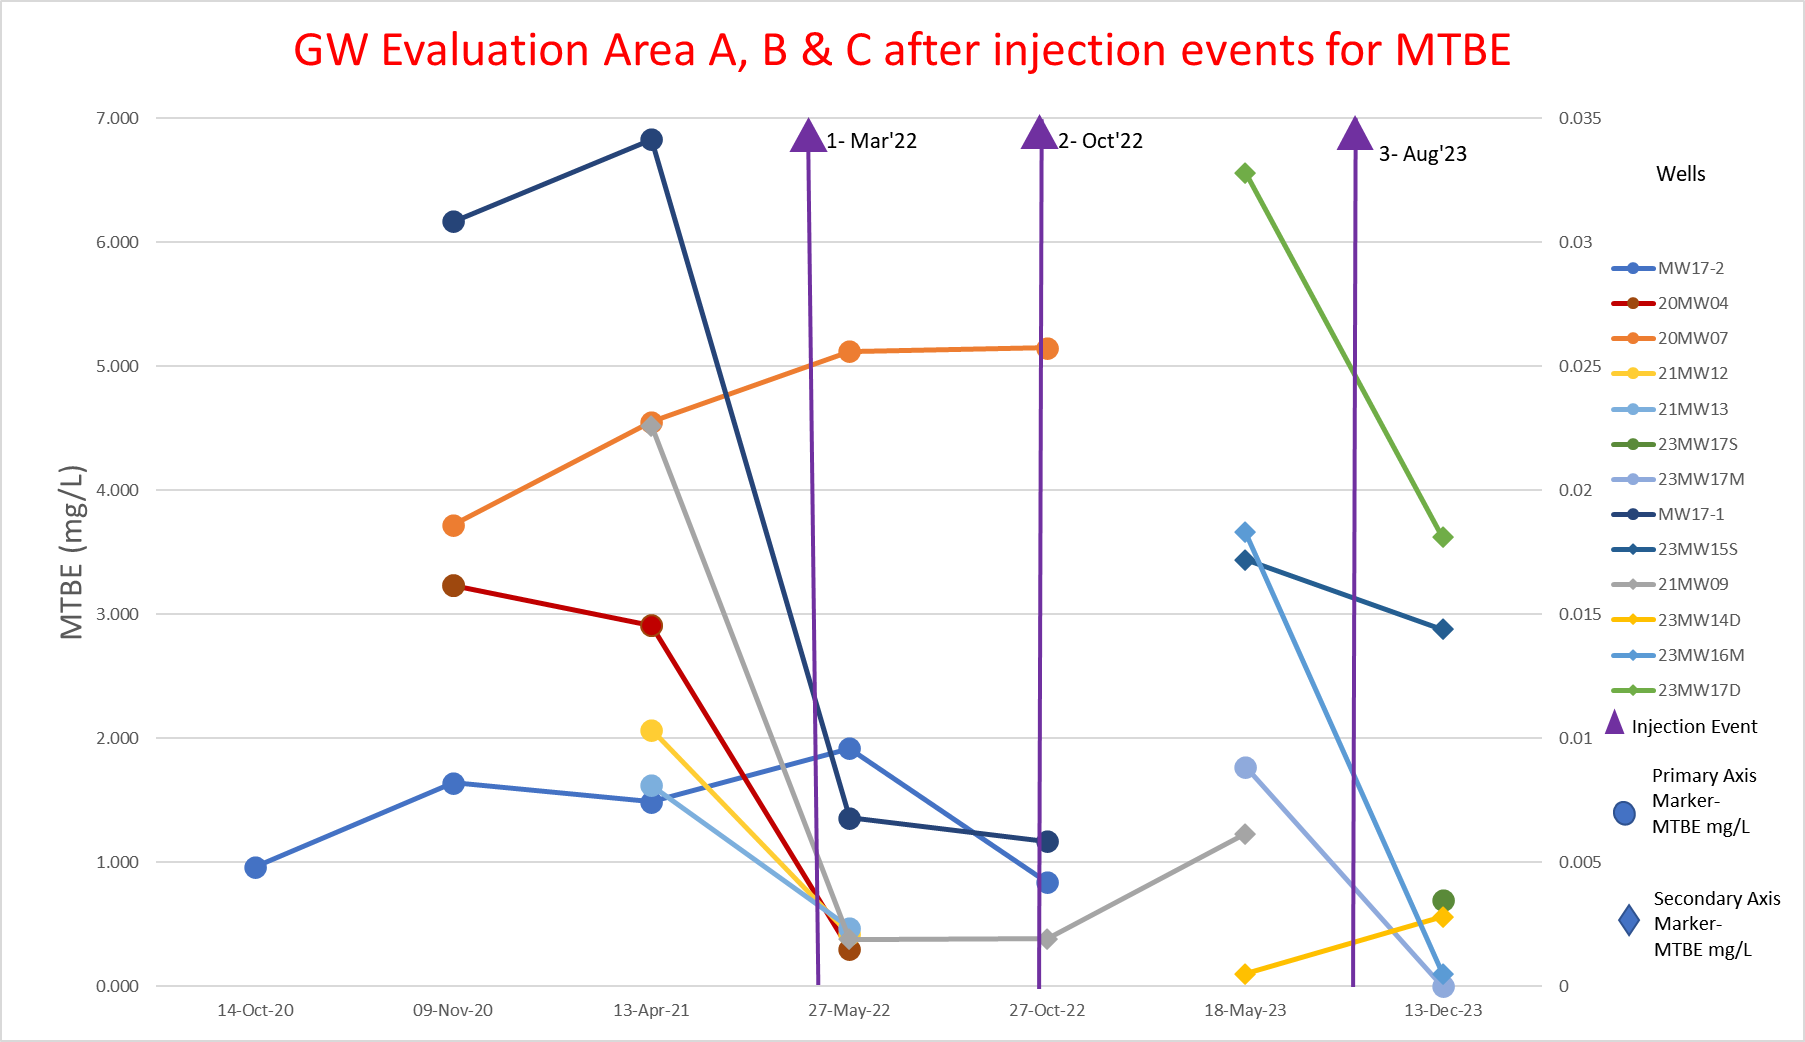 GW Evaluation Area A, B & C after injection events for MTBE
MTBE (mg/L)
7.000
6.000
5.000
4.000
3.000
2.000
1.000
0.000
1- Mar'22
2- Oct'22
3- Aug'23
0.035
0.03
0.025
0.02
0.015
0.01
0.005
0
14-Oct-20
09-Nov-20
13-Apr-21
27-May-22
27-Oct-22
18-May-23
13-Dec-23
Wells
MW17-2
20MW04
20MW07
21MW12
21MW13
23MW17S
23MW17M
MW17-1
23MW15S
21MW09
23MW14D
23MW16M
23MW17D
Injection Event
Primary Axis
Marker-
MTBE mg/L
Secondary Axis
Marker-
MTBE mg/L